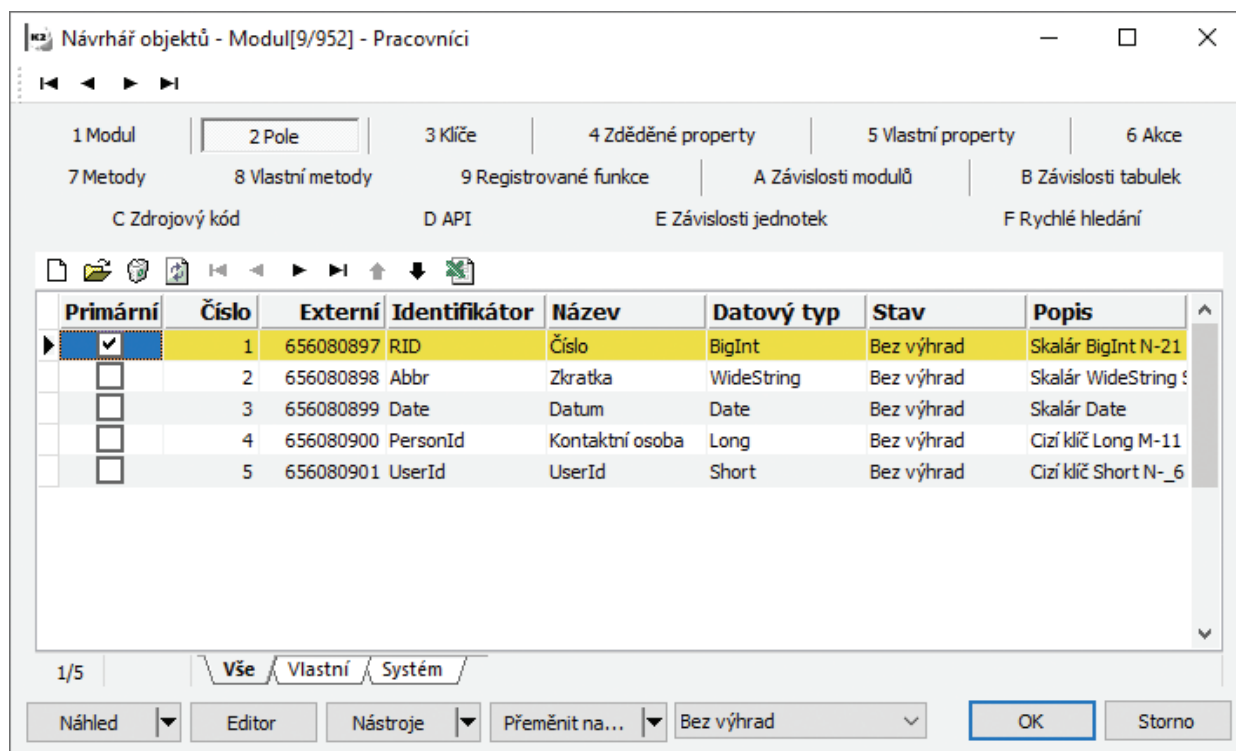 K2 Návrhář objektů - Modul[9/952] - Pracovníci
1 Modul 2 Pole 3 Klíče 4 Zděděné property 5 Vlastní property 6 Akce
7 Metody 8 Vlastní metody 9 Registrované funkce A Závislosti modulů B Závislosti tabulek
C Zdrojový kód D API E Závislosti jednotek F Rychlé hledání
Primární Číslo Externí Identifikátor Název Datový typ Stav Popis
1 656080897 RID Číslo BigInt Bez výhrad Skalár BigInt N-21
2 656080898 Abbr Zkratka WideString Bez výhrad Skalár WideString S
3 656080899 Date Datum Date Bez výhrad Skalár Date
4 656080900 PersonId Kontaktní osoba Long Bez výhrad Cizí klíč Long M-11
5 656080901 UserId UserId Short Bez výhrad Cizí klíč Short N-_6
1/5 Vše Vlastní Systém
Náhled Editor Nástroje Přeměnit na... Bez výhrad OK Storno